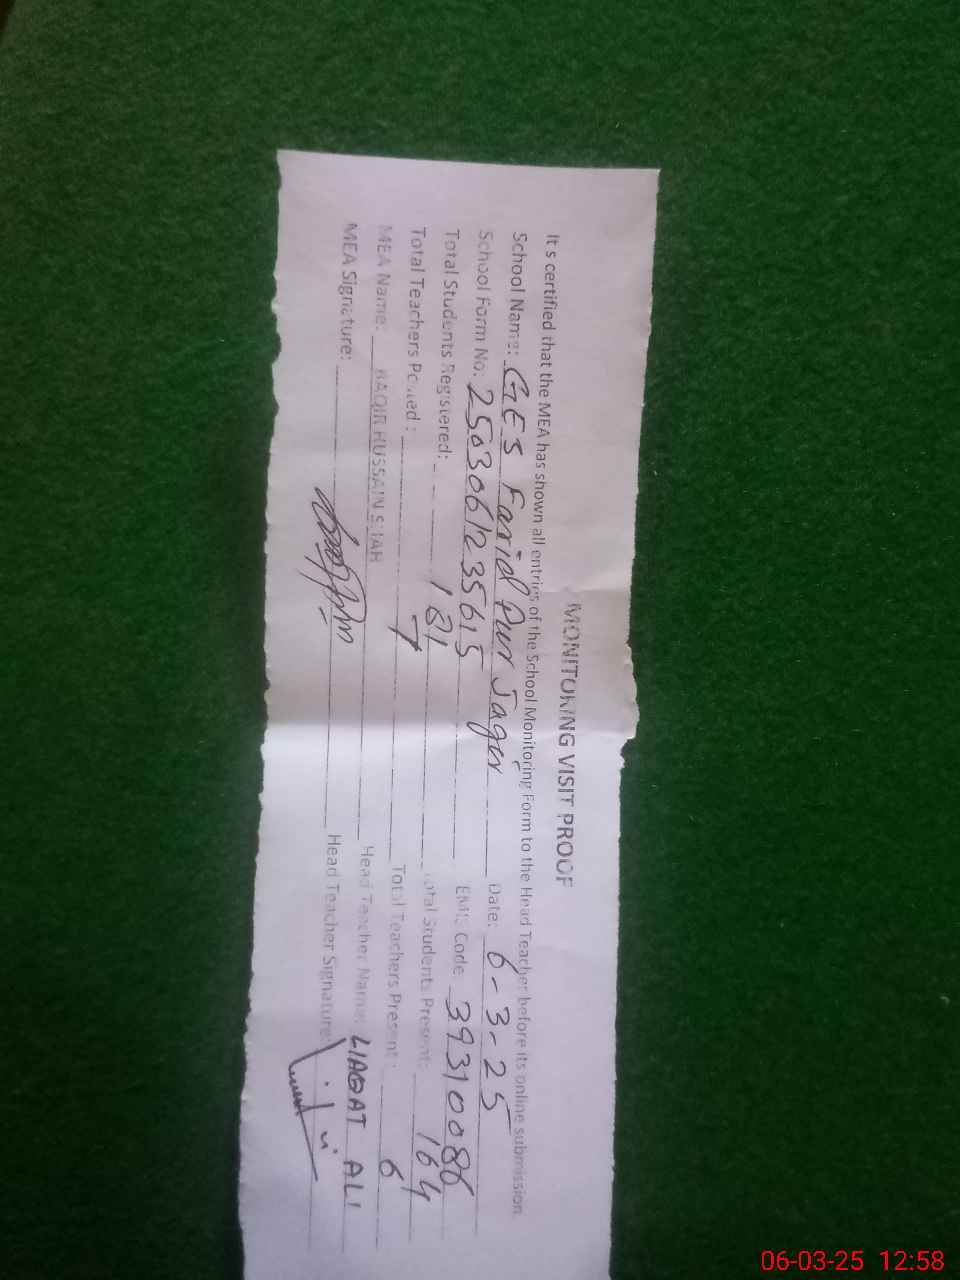 MONITORING VISIT PROOF
It s certified that the MEA has shown all entries of the School Monitoring Form to the Head Teacher before its online submission.
School Name: GES Farid Pur Jager Date: 6-3-25
School Form No: 2503061235615 EMIS Code 39310086
Total Students Registered: 181 Total Students Present: 164
Total Teachers Posted : 7 Total Teachers Present : 6
MEA Name: BAQIR HUSSAIN SHAH Head Teacher Name: LIAQAT ALI
MEA Signature: Head Teacher Signature:
06-03-25 12:58